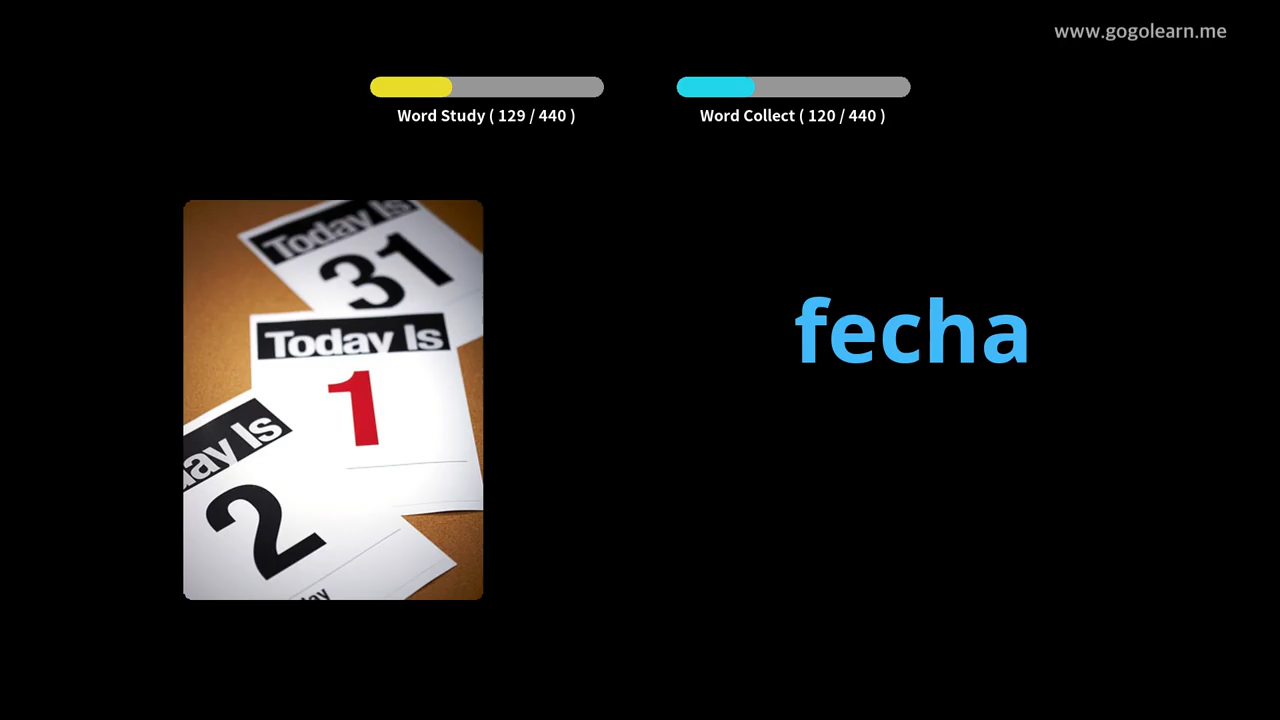 www.gogolearn.me
Word Study ( 129 / 440 )
Word Collect ( 120 / 440 )
Today Is
31
Today Is
1
fecha
ay Is
2